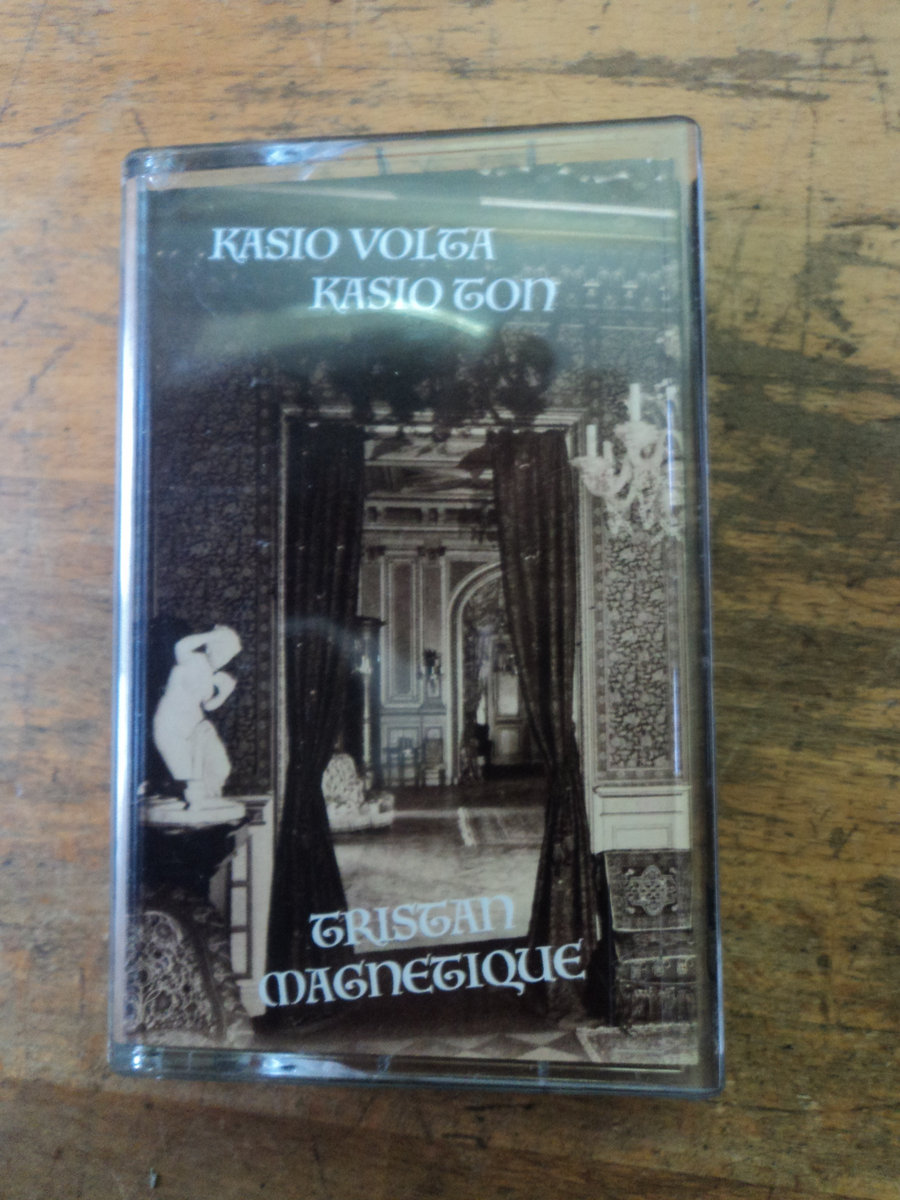 KASIO VOLTA
KASIO TON
TRISTAN
MAGNETIQUE